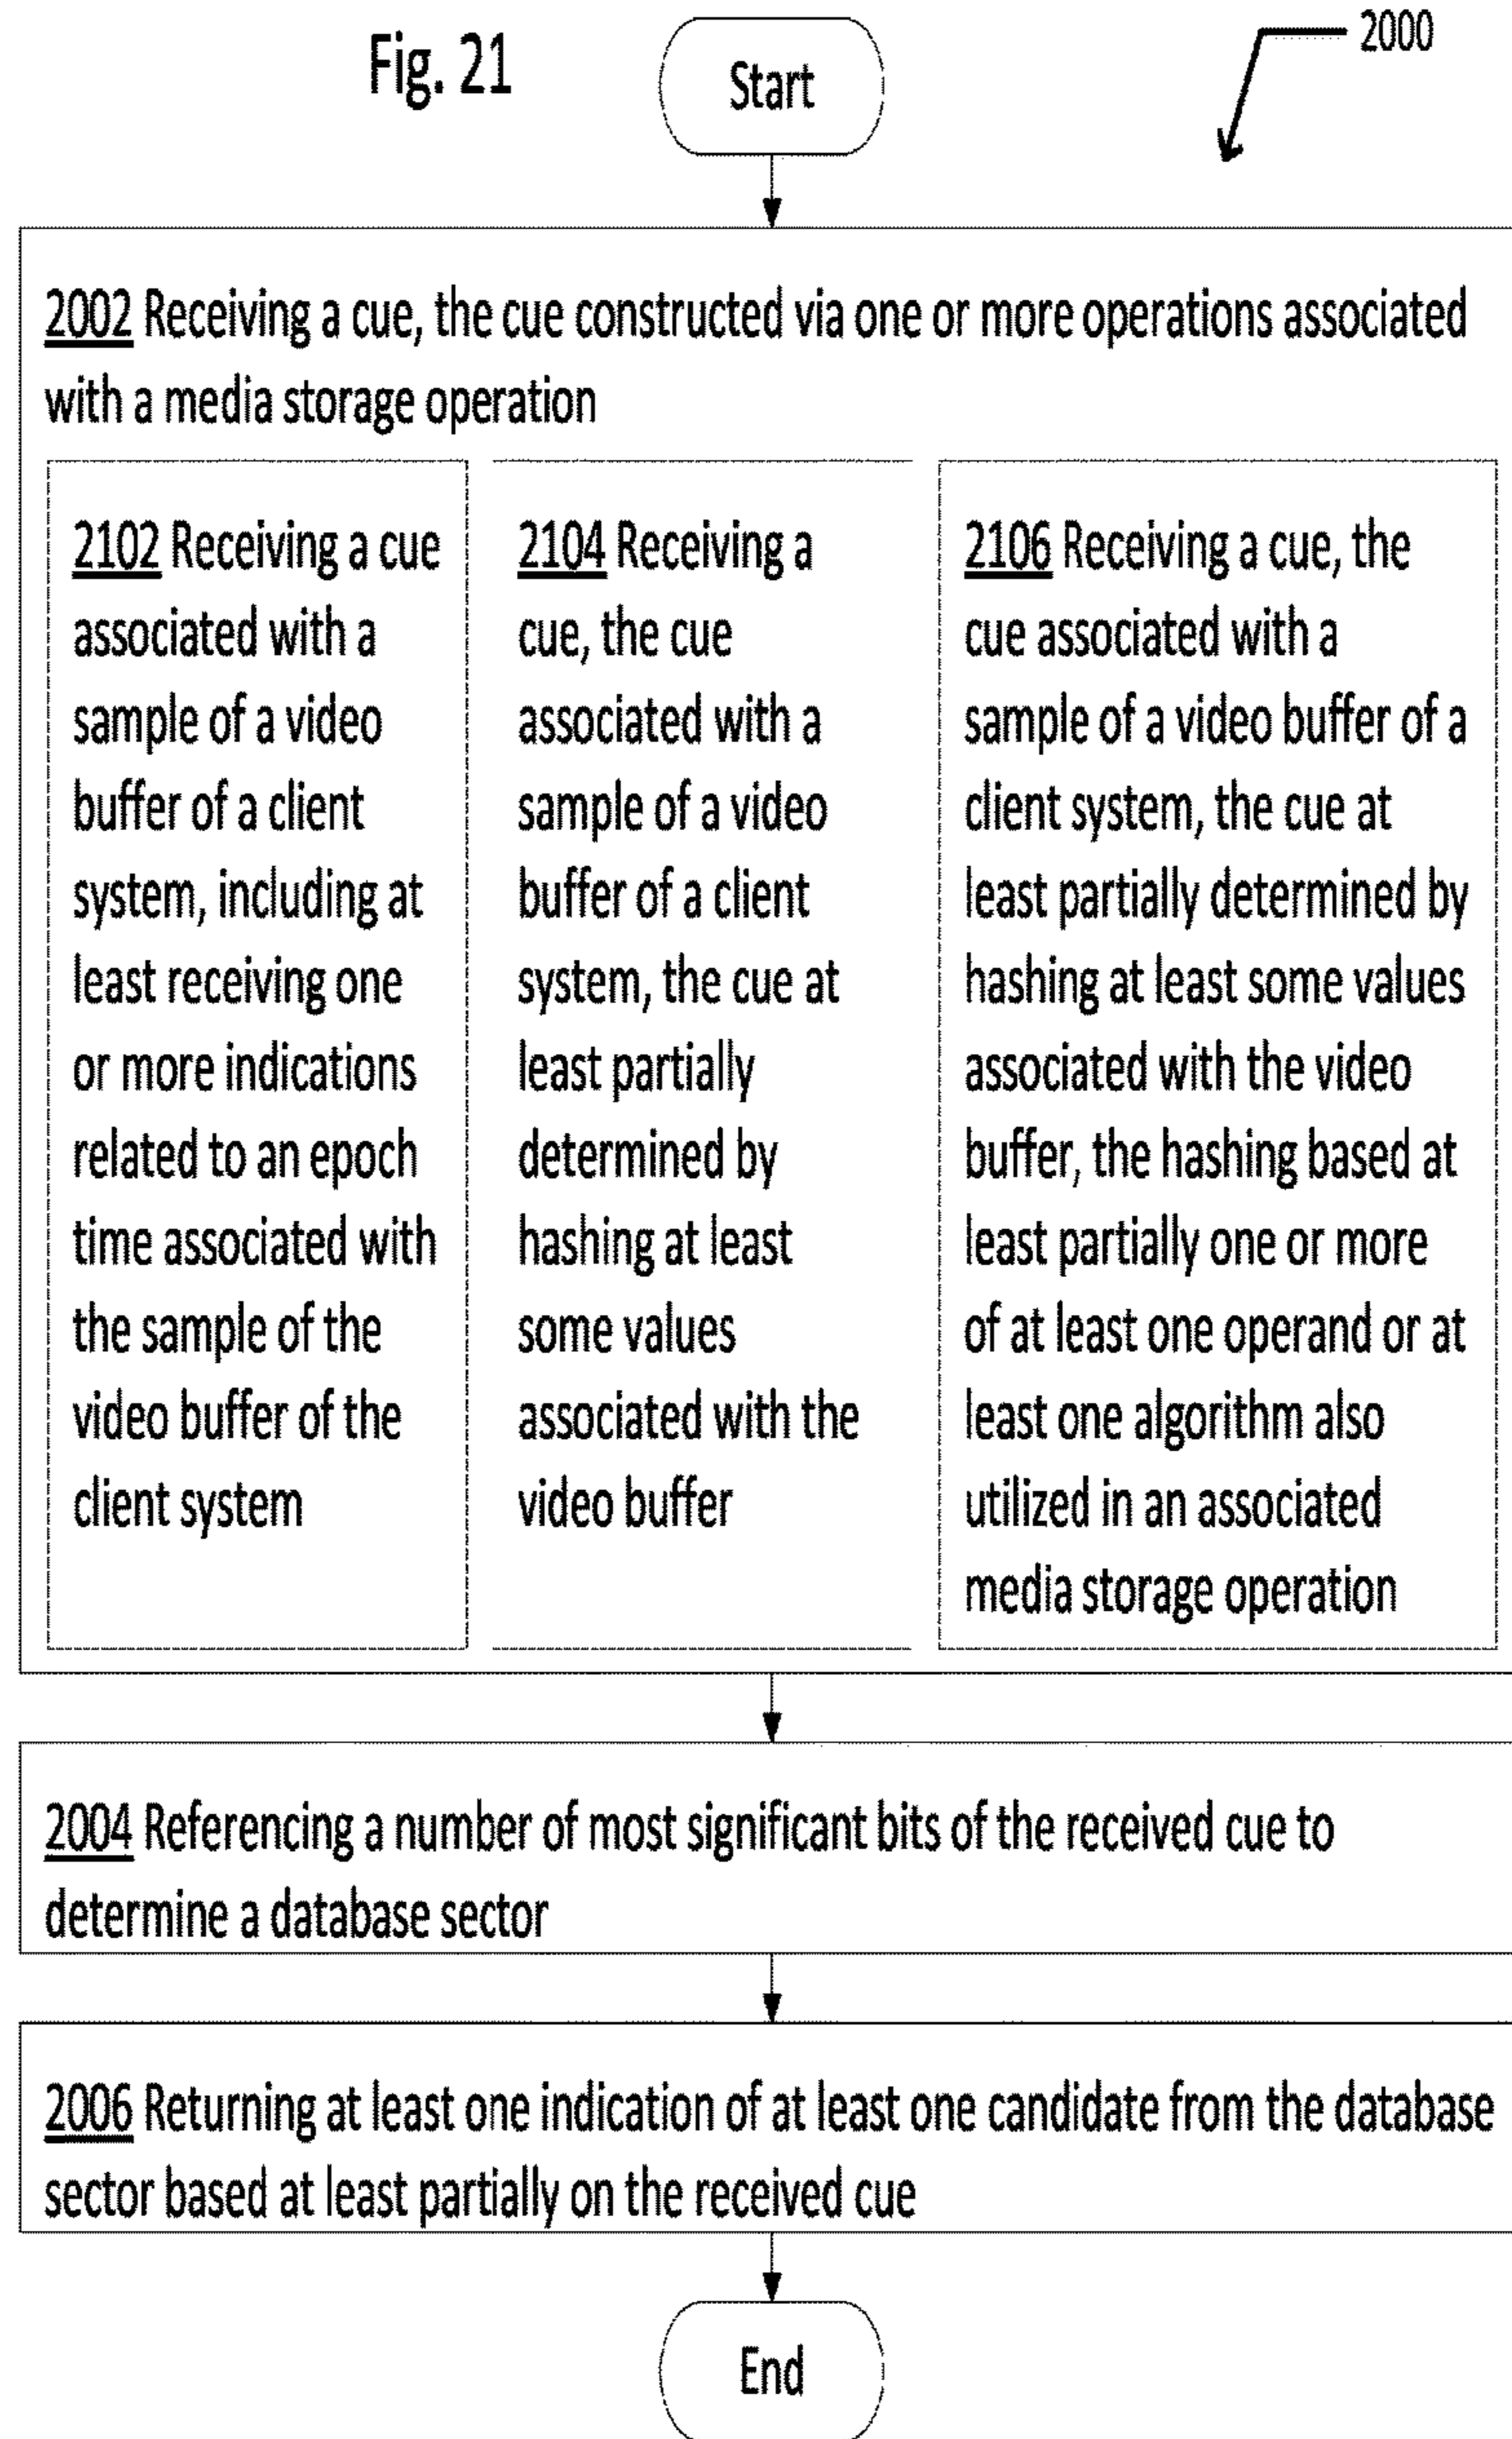 Fig. 21
Start
2000
2002 Receiving a cue, the cue constructed via one or more operations associated
with a media storage operation
2102 Receiving a cue
associated with a
sample of a video
buffer of a client
system, including at
least receiving one
or more indications
related to an epoch
time associated with
the sample of the
video buffer of the
client system
2104 Receiving a
cue, the cue
associated with a
sample of a video
buffer of a client
system, the cue at
least partially
determined by
hashing at least
some values
associated with the
video buffer
2106 Receiving a cue, the
cue associated with a
sample of a video buffer of a
client system, the cue at
least partially determined by
hashing at least some values
associated with the video
buffer, the hashing based at
least partially one or more
of at least one operand or at
least one algorithm also
utilized in an associated
media storage operation
2004 Referencing a number of most significant bits of the received cue to
determine a database sector
2006 Returning at least one indication of at least one candidate from the database
sector based at least partially on the received cue
End